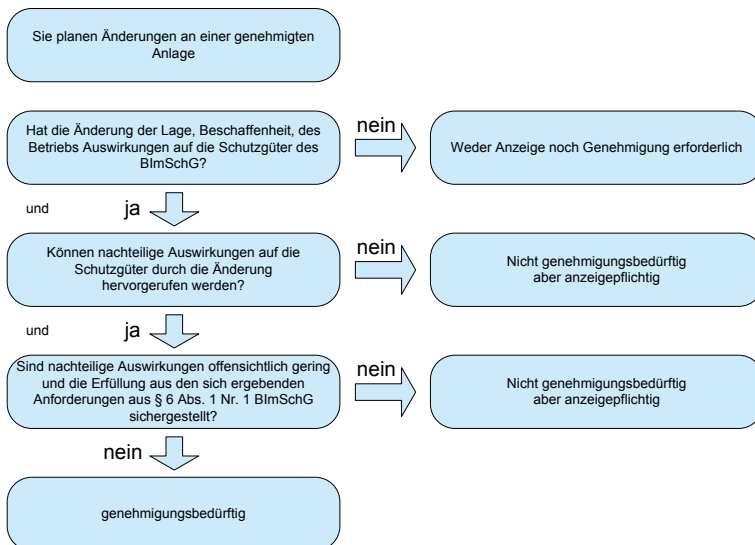 Sie planen Änderungen an einer genehmigten
Anlage
Hat die Änderung der Lage, Beschaffenheit, des
Betriebs Auswirkungen auf die Schutzgüter des
BImSchG?
nein
Weder Anzeige noch Genehmigung erforderlich
und
ja
Können nachteilige Auswirkungen auf die
Schutzgüter durch die Änderung
hervorgerufen werden?
nein
Nicht genehmigungsbedürftig
aber anzeigepflichtig
und
ja
Sind nachteilige Auswirkungen offensichtlich gering
und die Erfüllung aus den sich ergebenden
Anforderungen aus § 6 Abs. 1 Nr. 1 BImSchG
sichergestellt?
nein
Nicht genehmigungsbedürftig
aber anzeigepflichtig
nein
genehmigungsbedürftig